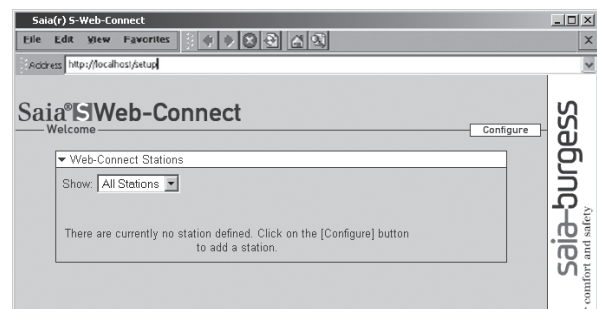 Saia(r) S-Web-Connect
File Edit View Favorites
Address http://localhost/setup
Saia®SWeb-Connect
Welcome
Configure
Web-Connect Stations
Show: All Stations
There are currently no station defined. Click on the [Configure] button
to add a station.
saia-burgess
comfort and safety